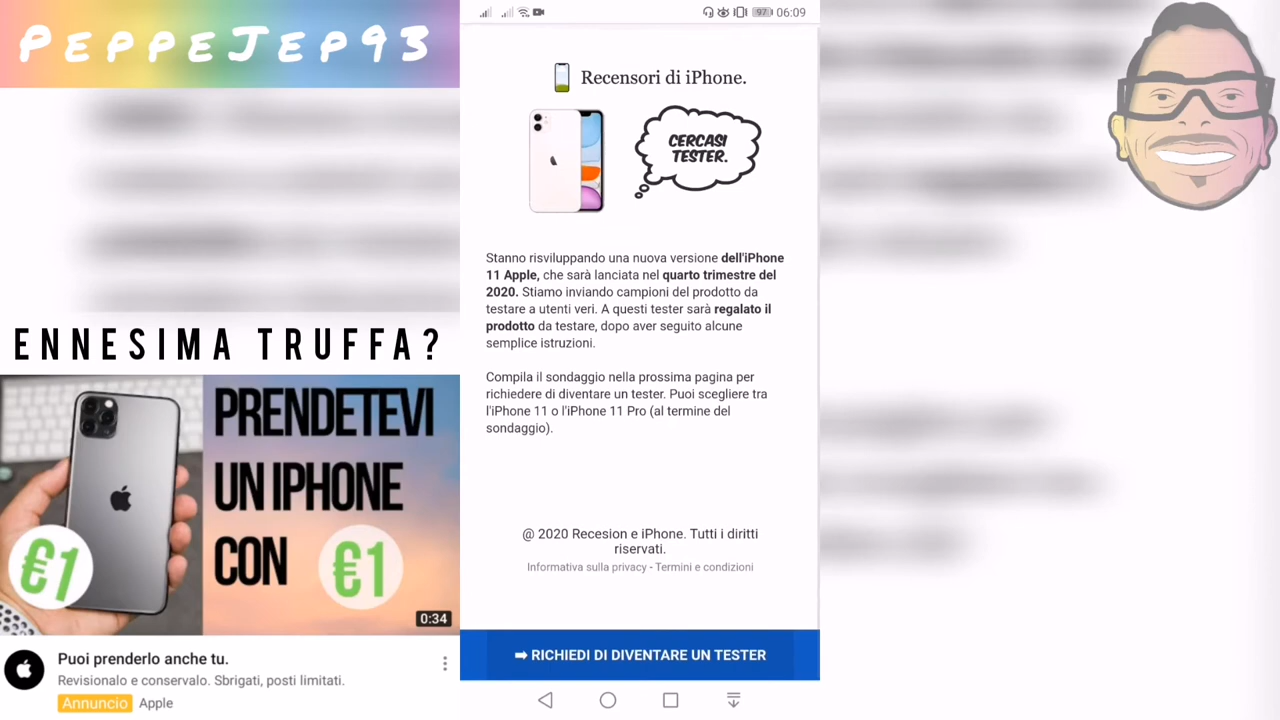 PEPPEJEP93
ENNESIMA TRUFFA?
PRENDETEVI
UN IPHONE
CON €1
€1
0:34
Puoi prenderlo anche tu.
Revisionalo e conservalo. Sbrigati, posti limitati.
Annuncio Apple
97 06:09
Recensori di iPhone.
CERCASI
TESTER.
Stanno risviluppando una nuova versione dell'iPhone
11 Apple, che sarà lanciata nel quarto trimestre del
2020. Stiamo inviando campioni del prodotto da
testare a utenti veri. A questi tester sarà regalato il
prodotto da testare, dopo aver seguito alcune
semplice istruzioni.
Compila il sondaggio nella prossima pagina per
richiedere di diventare un tester. Puoi scegliere tra
l'iPhone 11 o l'iPhone 11 Pro (al termine del
sondaggio).
@ 2020 Recesion e iPhone. Tutti i diritti
riservati.
Informativa sulla privacy - Termini e condizioni
➡ RICHIEDI DI DIVENTARE UN TESTER